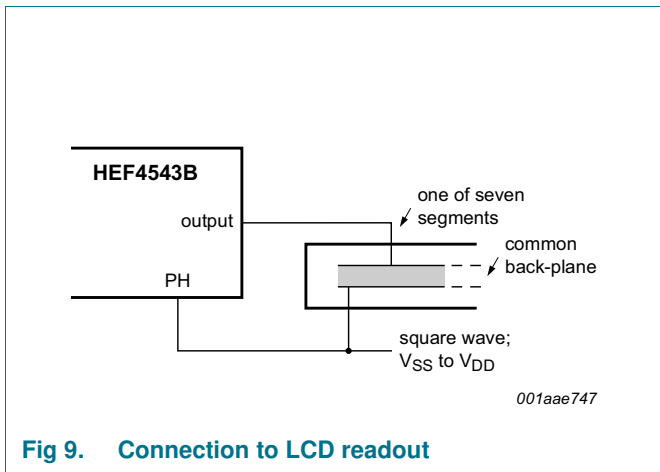 HEF4543B
output
PH
one of seven
segments
common
back-plane
square wave;
VSS to VDD
001aae747
Fig 9. Connection to LCD readout